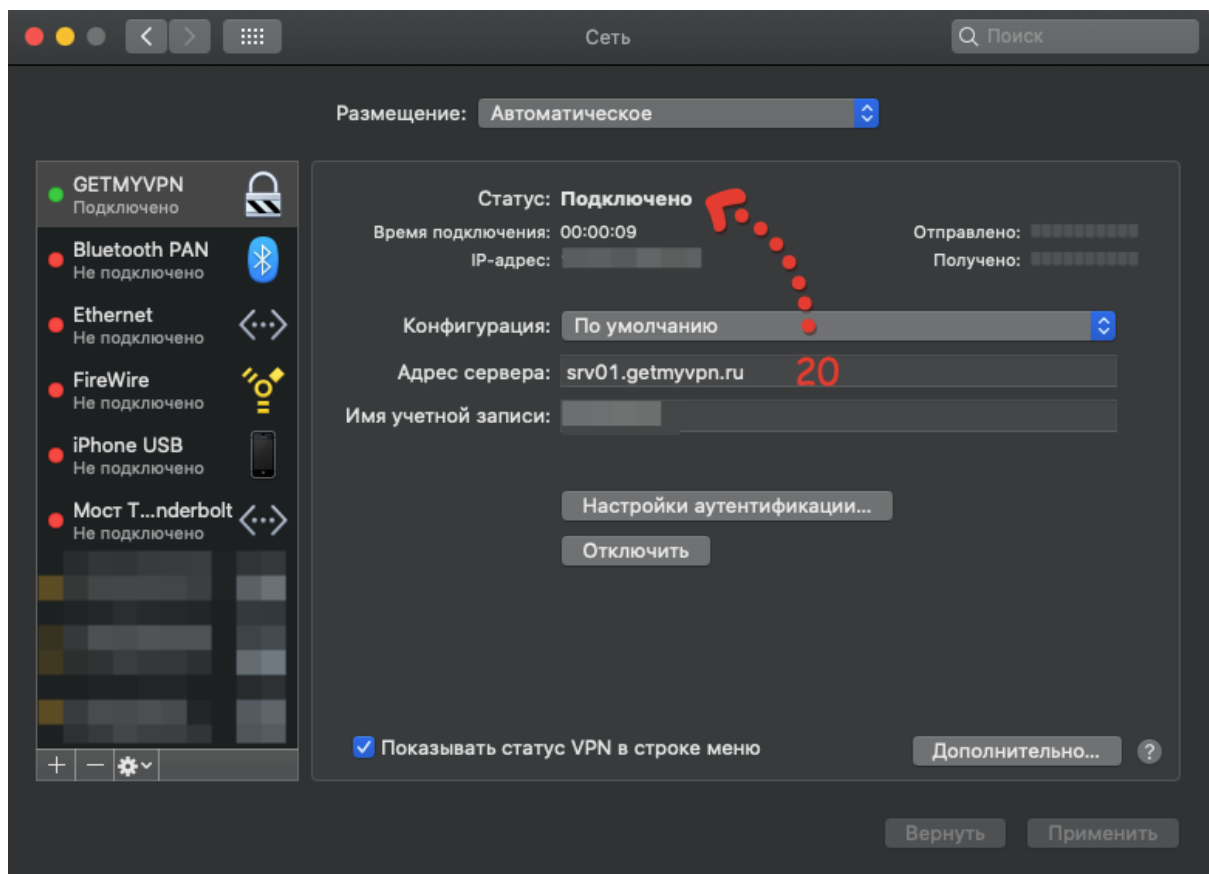 Сеть
Поиск
Размещение: Автоматическое
GETMYVPN
Подключено
Bluetooth PAN
Не подключено
Ethernet
Не подключено
FireWire
Не подключено
iPhone USB
Не подключено
Мост T...nderbolt
Не подключено
Статус: Подключено
Время подключения: 00:00:09
Отправлено:
IP-адрес:
Получено:
Конфигурация: По умолчанию
Адрес сервера: srv01.getmyvpn.ru
20
Имя учетной записи:
Настройки аутентификации...
Отключить
Показывать статус VPN в строке меню
Дополнительно...
?
Вернуть
Применить